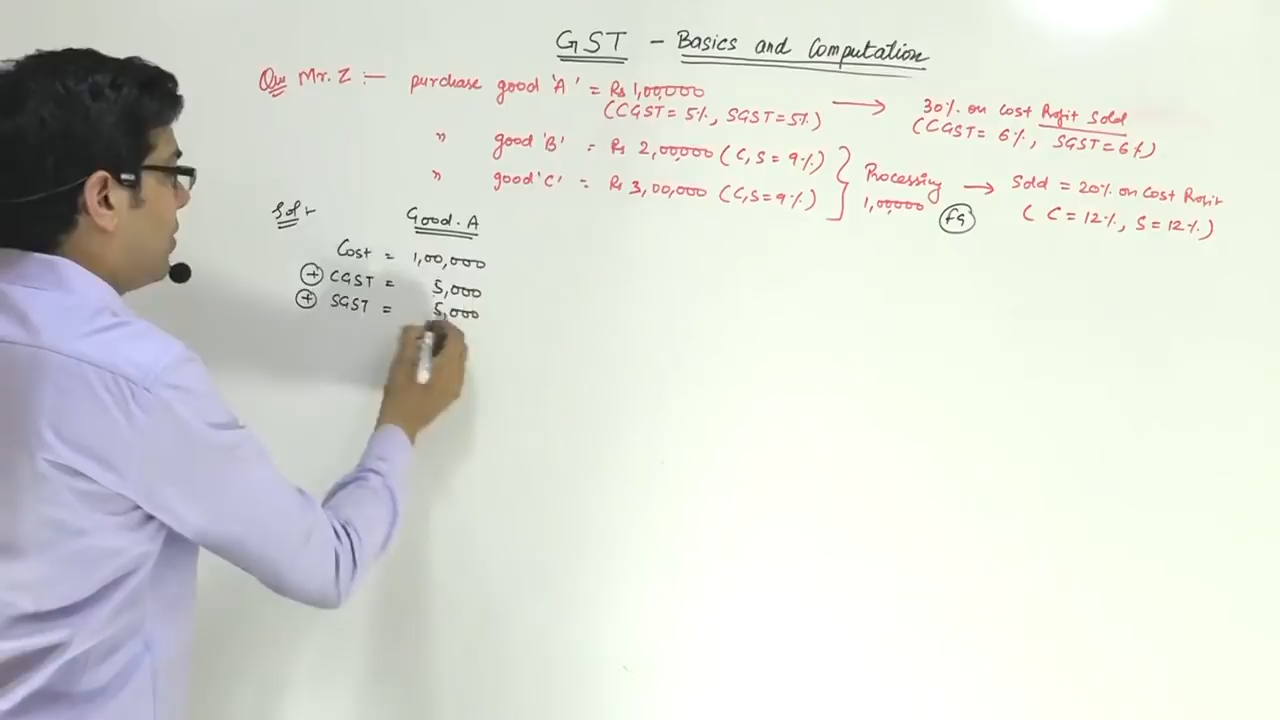 GST - Basics and Computation
Qu Mr. Z :- purchase good 'A' = Rs 1,00,000
(CGST = 5%, SGST = 5%)
→ 30% on Cost Profit Sold
(CGST = 6%, SGST = 6%)
" good 'B' = Rs 2,00,000 (C,S = 9%)
" good 'C' = Rs 3,00,000 (C,S = 9%)
Processing
1,00,000
FG
→ Sold = 20% on Cost Profit
(C = 12%, S = 12%)
Sol:-
Good. A
Cost = 1,00,000
+ CGST = 5,000
+ SGST = 5,000